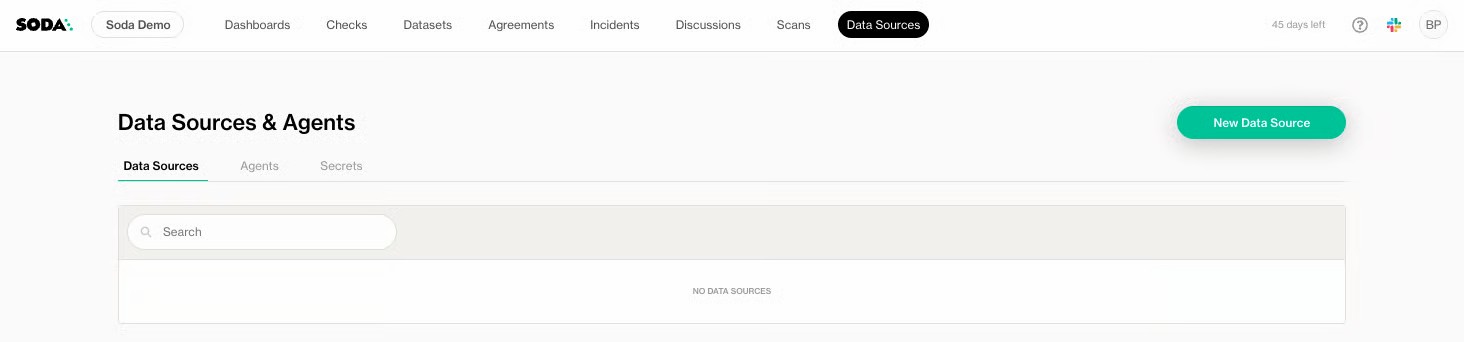 SODA Soda Demo Dashboards Checks Datasets Agreements Incidents Discussions Scans Data Sources 45 days left ? BP
Data Sources & Agents New Data Source
Data Sources Agents Secrets
Search
NO DATA SOURCES